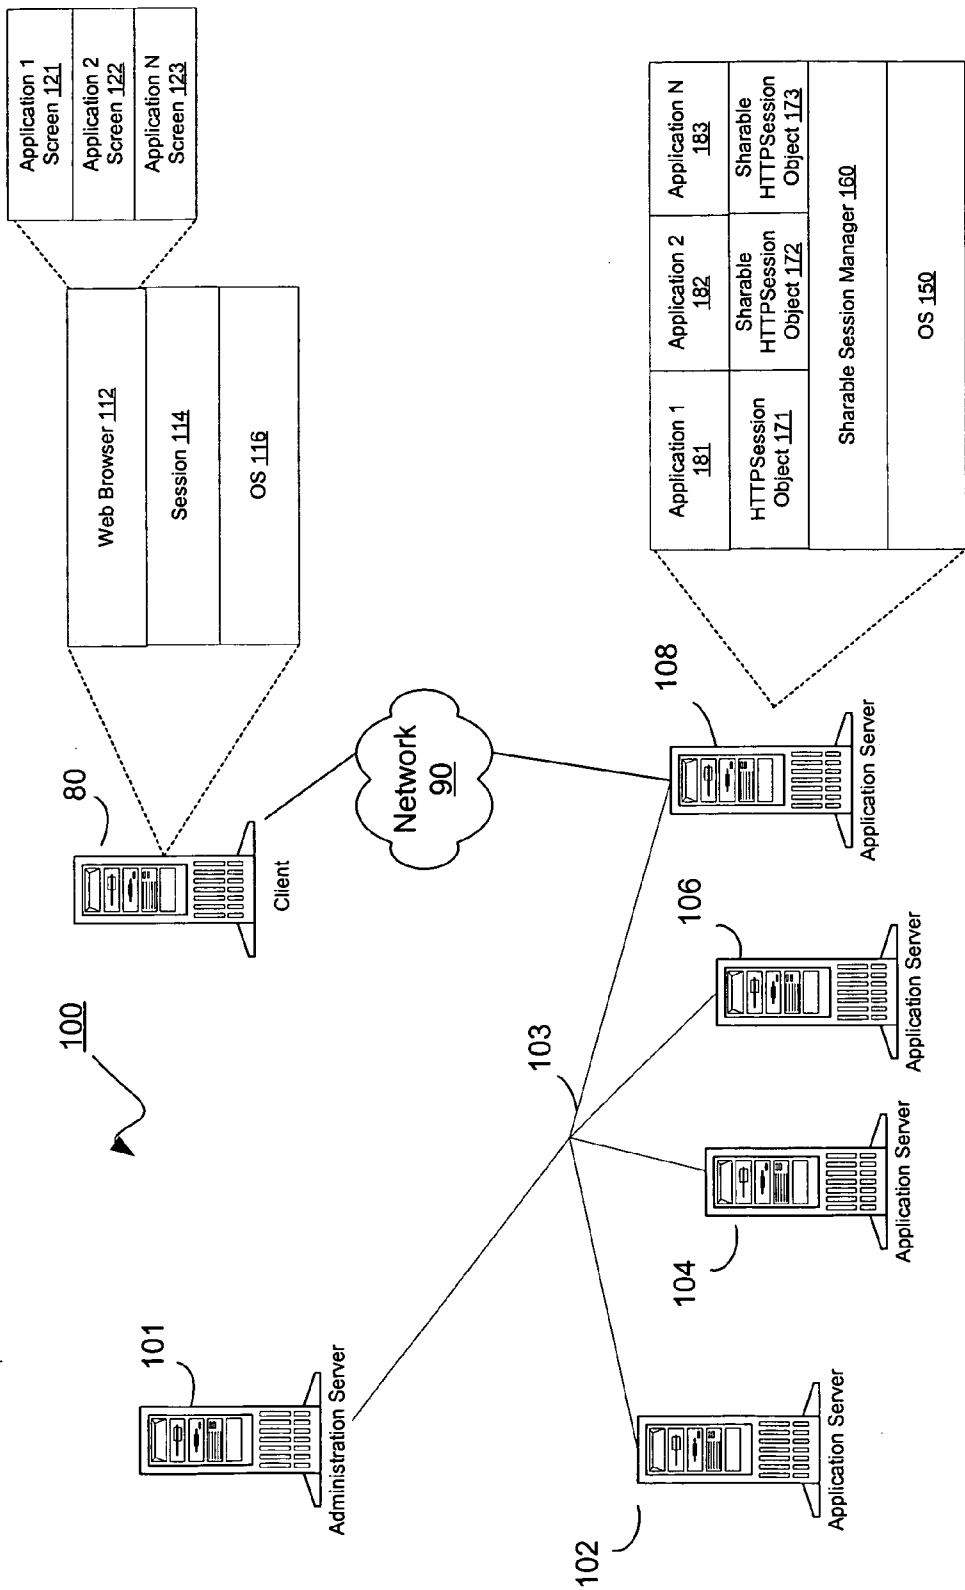 100
101
Administration Server
102
Application Server
104
Application Server
103
106
Application Server
108
Application Server
80
Client
Network
90
Web Browser 112
Session 114
OS 116
Application 1
Screen 121
Application 2
Screen 122
Application N
Screen 123
Application 1
181
Application 2
182
Application N
183
HTTPSession
Object 171
Sharable
HTTPSession
Object 172
Sharable
HTTPSession
Object 173
Sharable Session Manager 160
OS 150